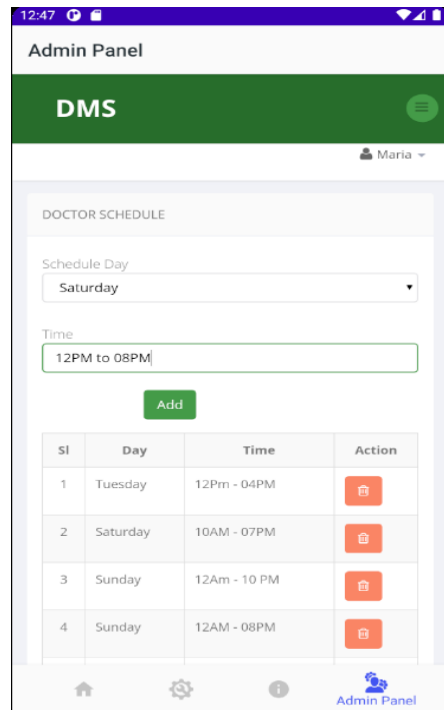 12:47
Admin Panel
DMS
Maria
DOCTOR SCHEDULE
Schedule Day
Saturday
Time
12PM to 08PM
Add
Sl Day Time Action
1 Tuesday 12Pm - 04PM
2 Saturday 10AM - 07PM
3 Sunday 12Am - 10 PM
4 Sunday 12AM - 08PM
Admin Panel